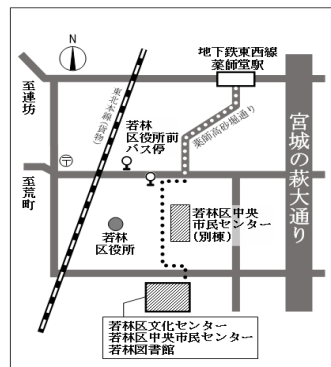 N
地下鉄東西線
薬師堂駅
至連坊
東北本線(貨物)
薬師高砂堀通り
宮城の萩大通り
若林
区役所前
バス停
〒
至荒町
若林区中央
市民センター
(別棟)
若林
区役所
若林区文化センター
若林区中央市民センター
若林図書館